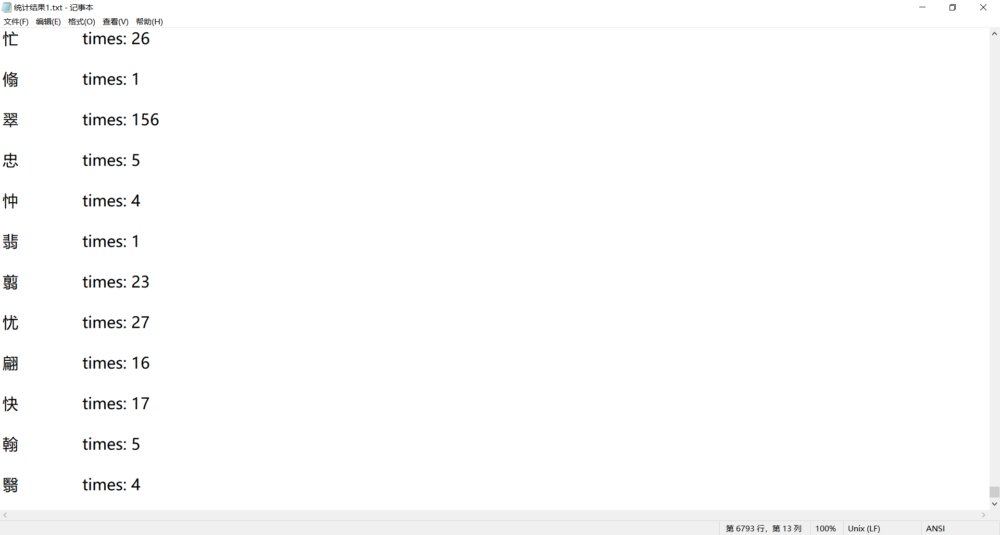 统计结果1.txt - 记事本
文件(F) 编辑(E) 格式(O) 查看(V) 帮助(H)
忙 times: 26
翛 times: 1
翠 times: 156
忠 times: 5
忡 times: 4
翡 times: 1
翦 times: 23
忧 times: 27
翩 times: 16
快 times: 17
翰 times: 5
翳 times: 4
第 6793 行，第 13 列 100% Unix (LF) ANSI